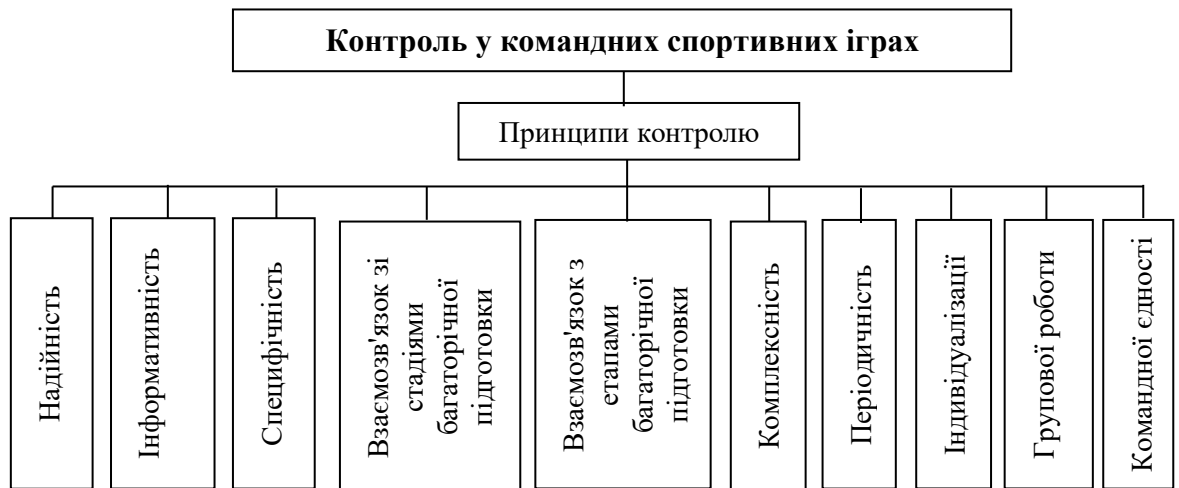 Контроль у командних спортивних іграх
Принципи контролю
Надійність
Інформативність
Специфічність
Взаємозв'язок зі
стадіями
багаторічної
підготовки
Взаємозв'язок з
етапами
багаторічної
підготовки
Комплексність
Періодичність
Індивідуалізації
Групової роботи
Командної єдності